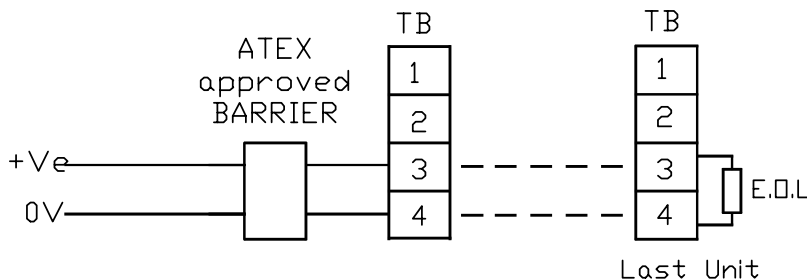 ATEX
approved
BARRIER
+Ve
0V
TB
1
2
3
4
TB
1
2
3
4
E.O.L
Last Unit